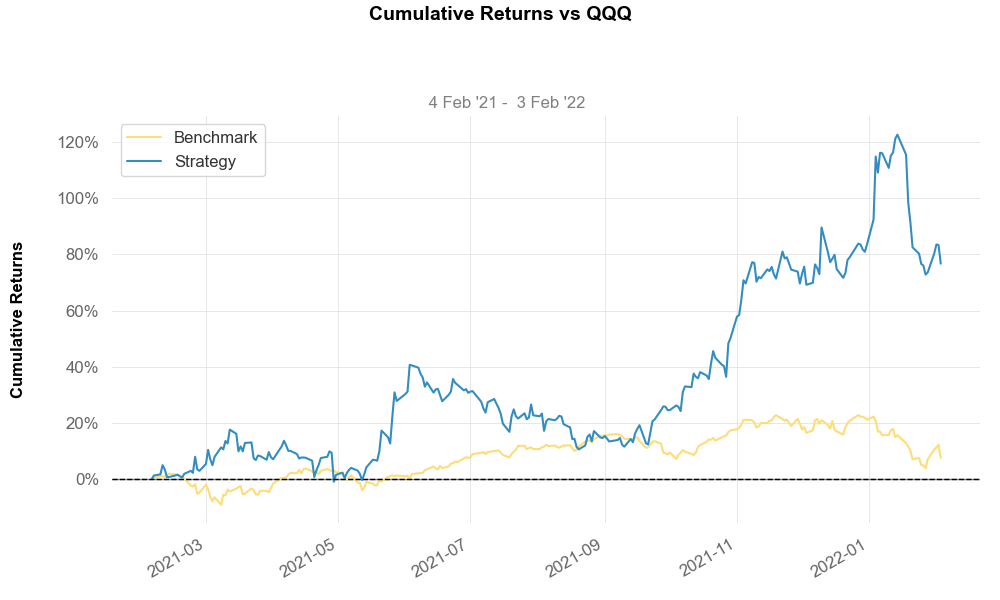 Cumulative Returns vs QQQ
4 Feb '21 -  3 Feb '22
Benchmark
Strategy
Cumulative Returns
120%
100%
80%
60%
40%
20%
0%
2021-03
2021-05
2021-07
2021-09
2021-11
2022-01